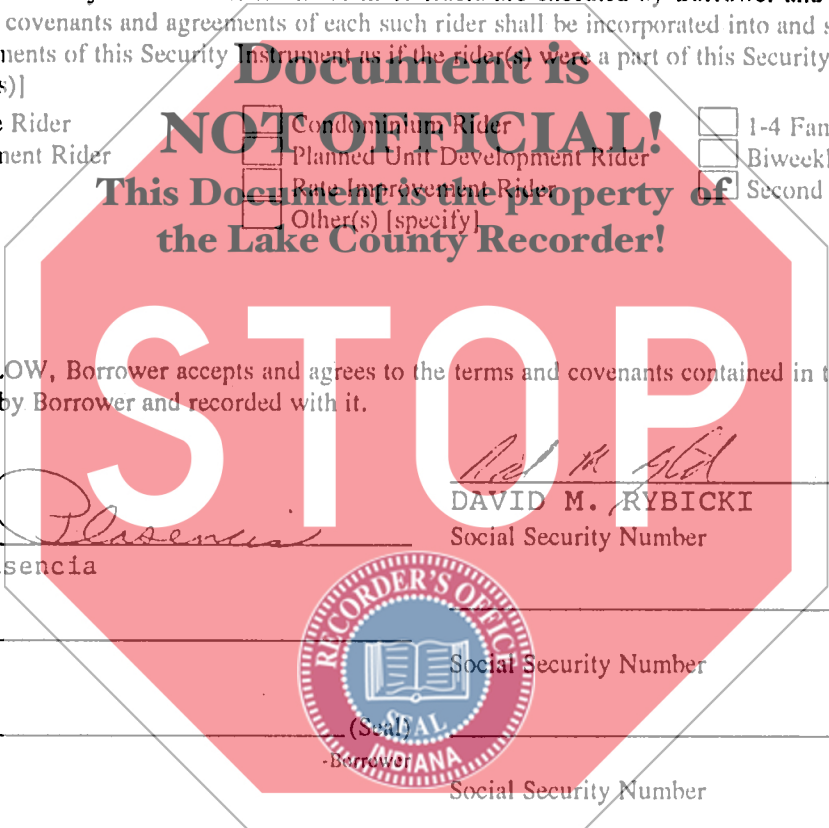 covenants and agreements of each such rider shall be incorporated into and s
nents of this Security Instrument as if the rider(s) were a part of this Security
s)]
Document is
NOT OFFICIAL!
This Document is the property of
the Lake County Recorder!
e Rider
Condominium Rider
1-4 Fam
nent Rider
Planned Unit Development Rider
Biweekl
Rate Improvement Rider
Second
Other(s) [specify]
STOP
LOW, Borrower accepts and agrees to the terms and covenants contained in t
by Borrower and recorded with it.
DAVID M. RYBICKI
Social Security Number
Plasencia
sencia
RECORDER'S OFFICE
SEAL
INDIANA
Social Security Number
(Seal)
-Borrower
Social Security Number